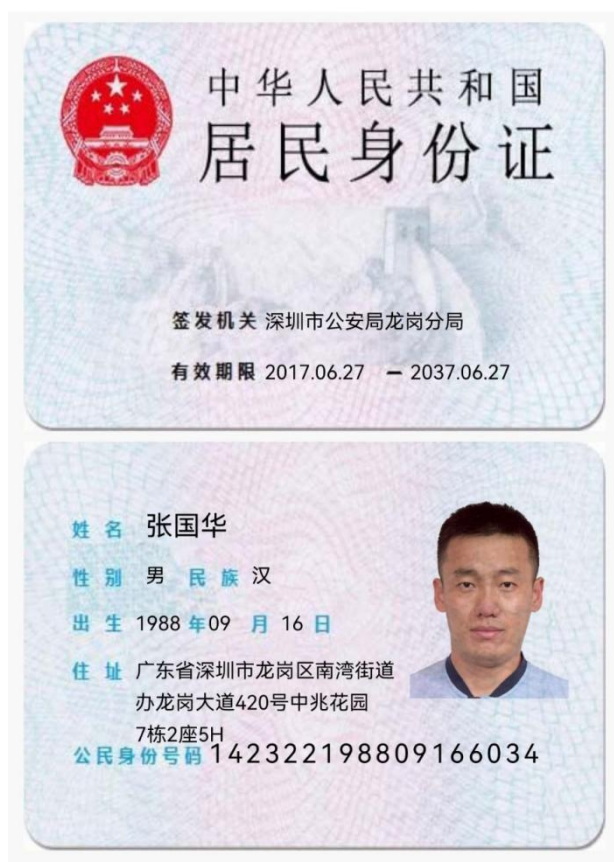 中华人民共和国
居民身份证
签发机关 深圳市公安局龙岗分局
有效期限 2017.06.27 － 2037.06.27
姓名 张国华
性别 男 民族 汉
出生 1988 年09 月 16 日
住址 广东省深圳市龙岗区南湾街道
办龙岗大道420号中兆花园
7栋2座5H
公民身份号码 142322198809166034